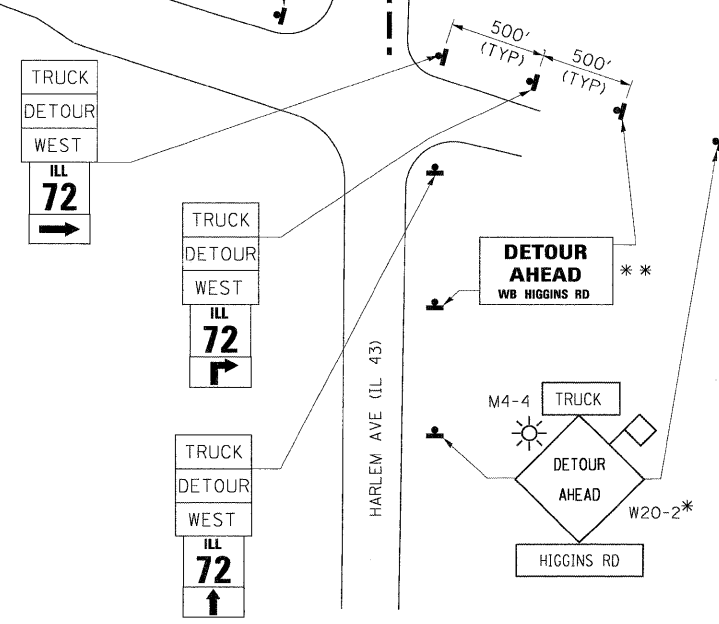 500'
(TYP)
500'
(TYP)
TRUCK
DETOUR
WEST
ILL
72
TRUCK
DETOUR
WEST
ILL
72
DETOUR
AHEAD
WB HIGGINS RD
* *
HARLEM AVE (IL 43)
M4-4
TRUCK
DETOUR
AHEAD
W20-2*
HIGGINS RD
TRUCK
DETOUR
WEST
ILL
72